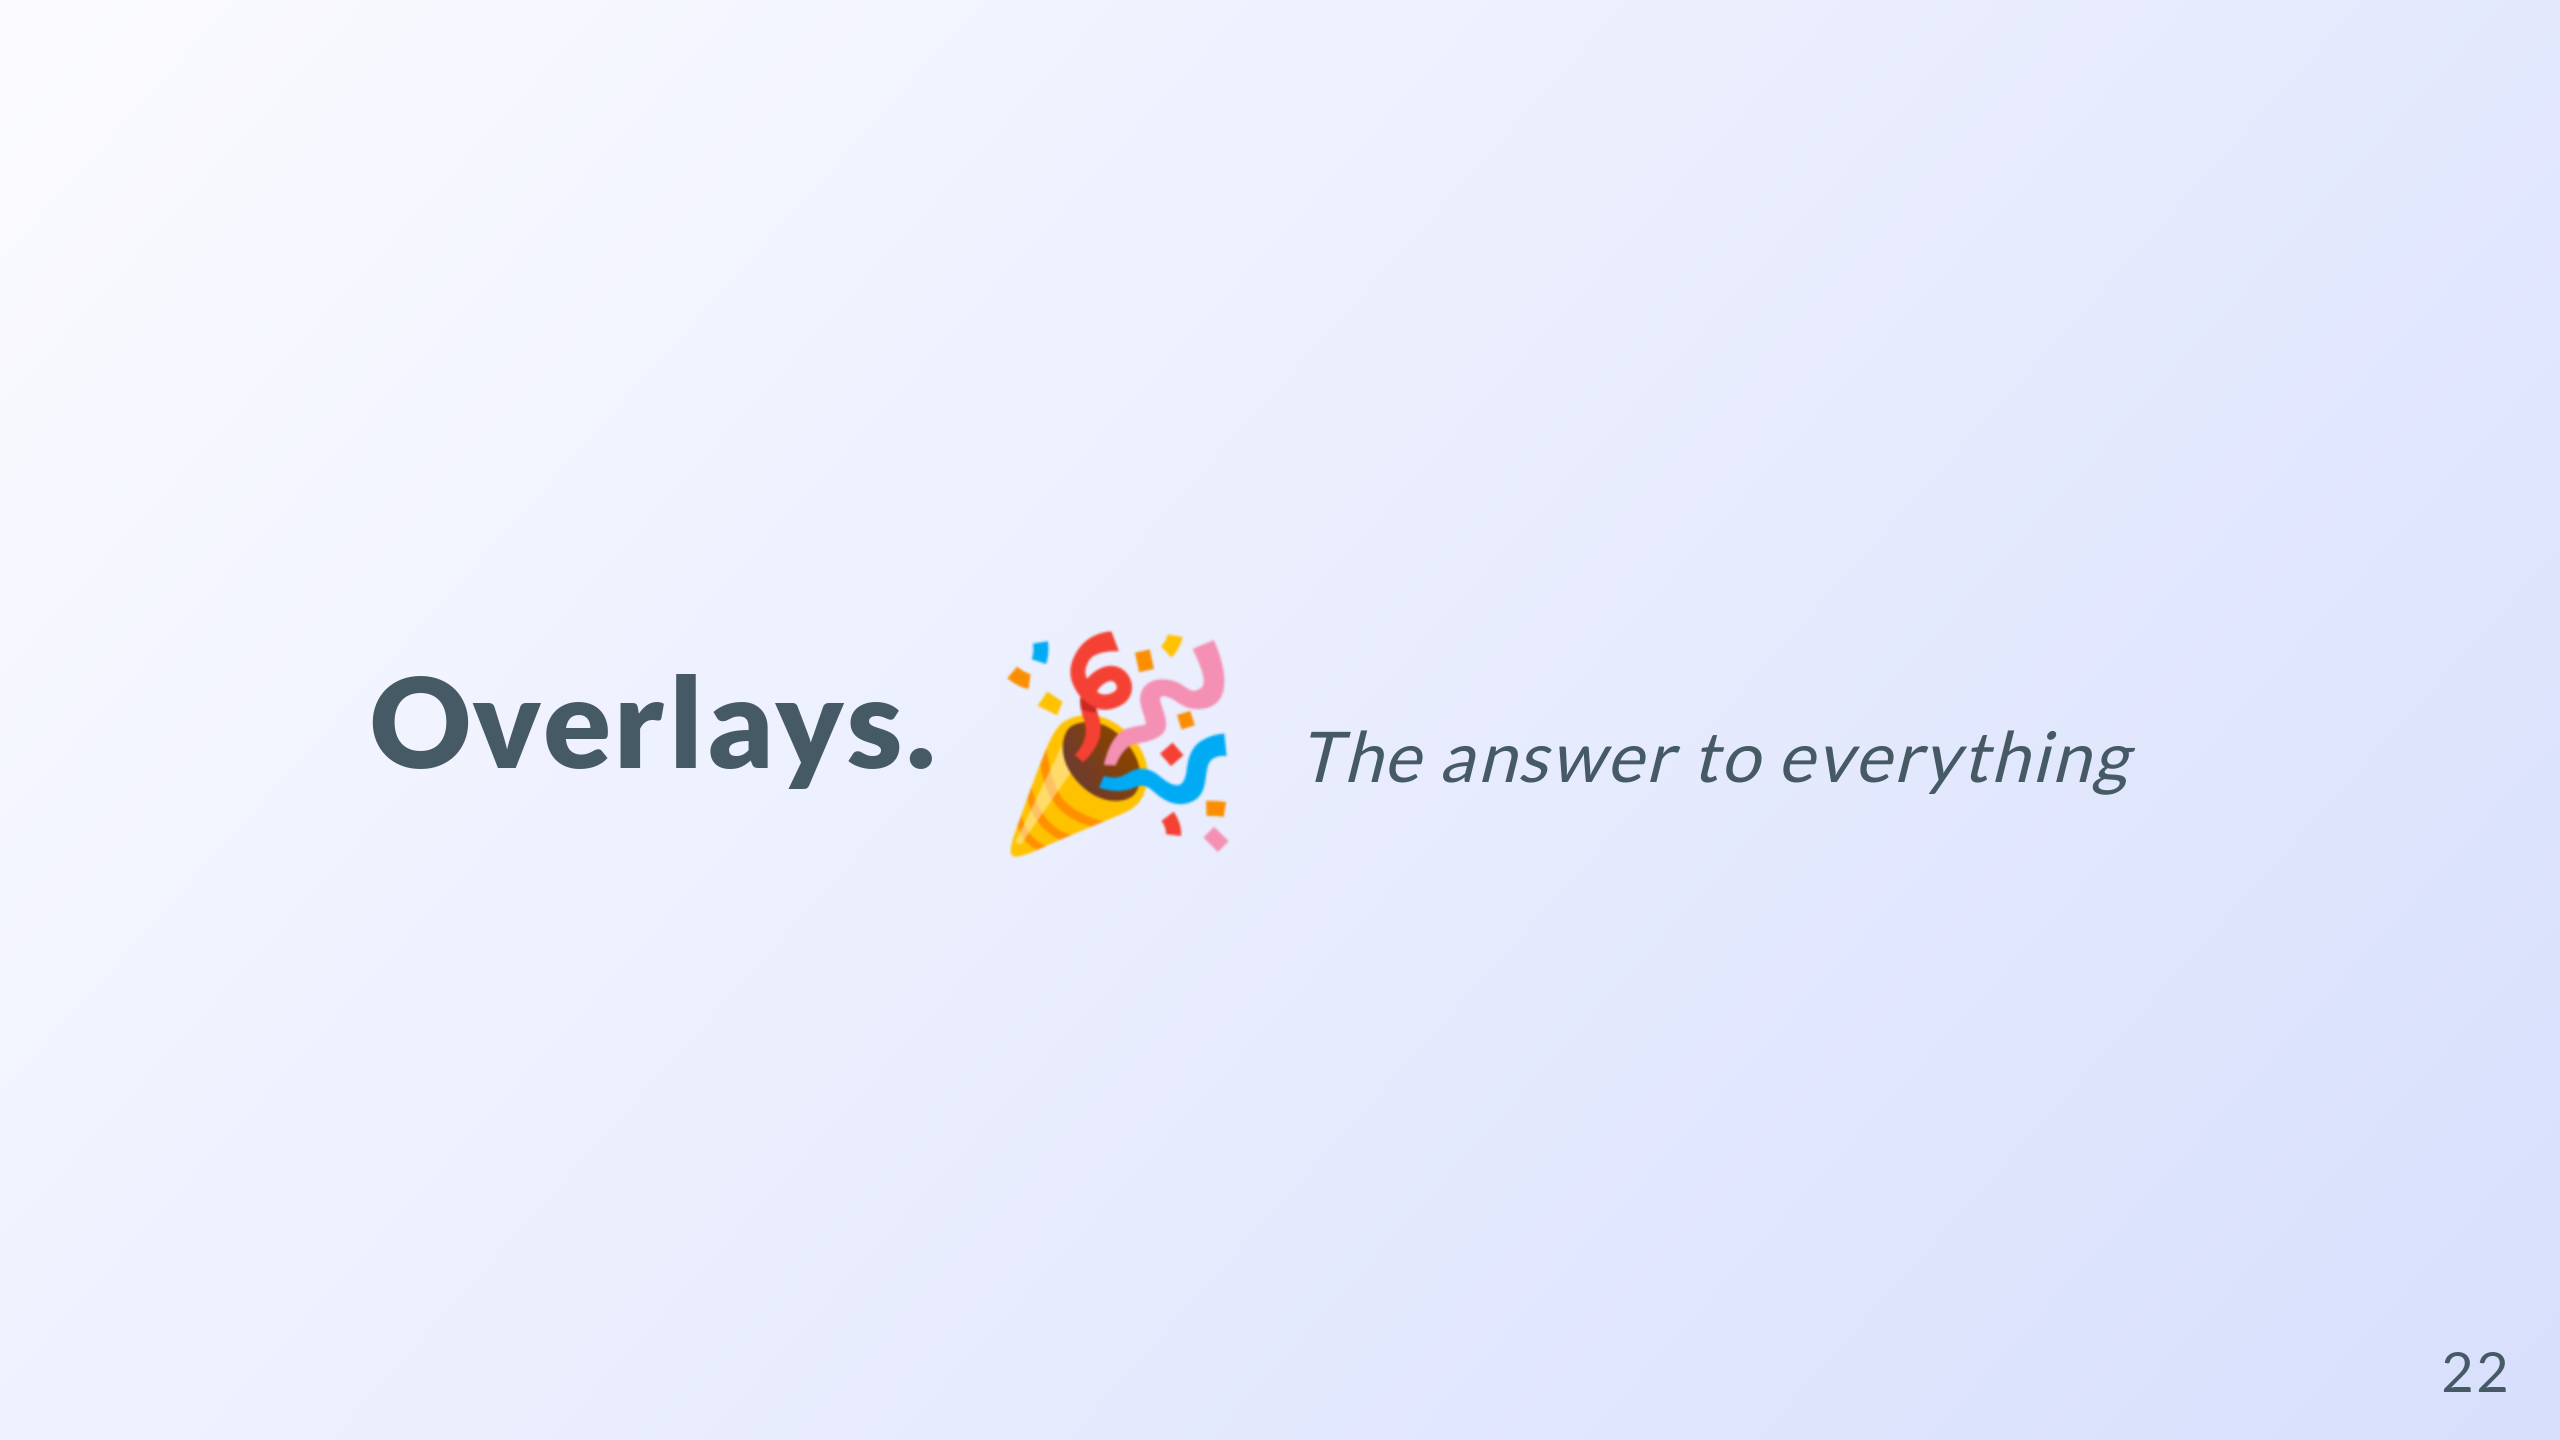 Overlays. 🎉 The answer to everything
22